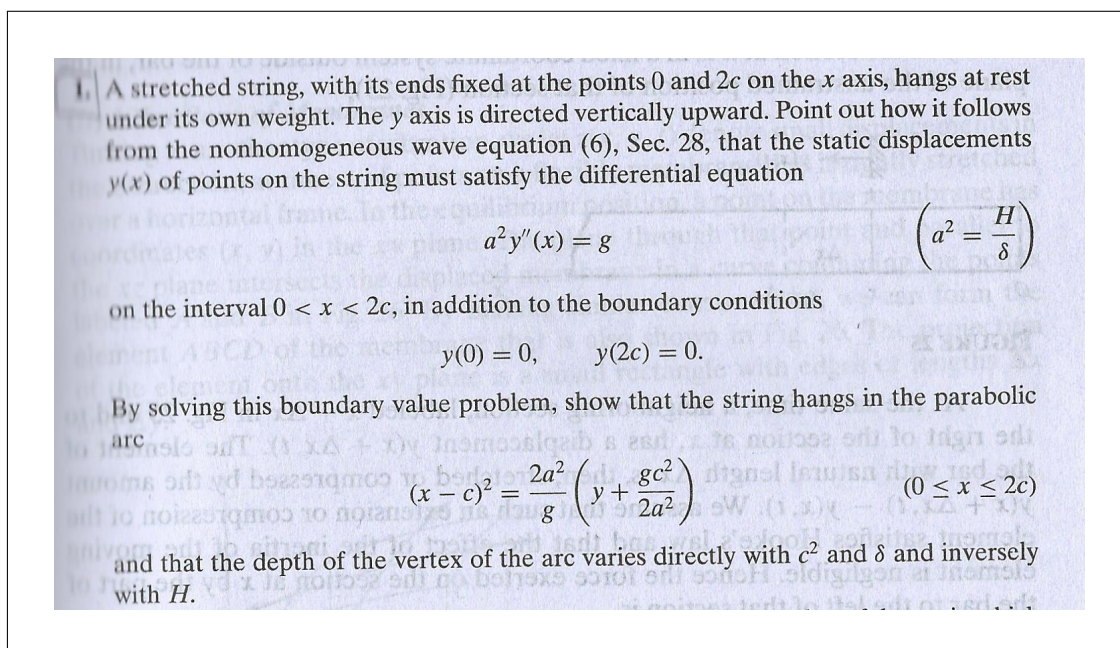 1. A stretched string, with its ends fixed at the points 0 and 2c on the x axis, hangs at rest
under its own weight. The y axis is directed vertically upward. Point out how it follows
from the nonhomogeneous wave equation (6), Sec. 28, that the static displacements
y(x) of points on the string must satisfy the differential equation
a²y″(x) = g (a² = H/δ)
on the interval 0 < x < 2c, in addition to the boundary conditions
y(0) = 0, y(2c) = 0.
By solving this boundary value problem, show that the string hangs in the parabolic
arc
(x − c)² = 2a²/g (y + gc²/2a²) (0 ≤ x ≤ 2c)
and that the depth of the vertex of the arc varies directly with c² and δ and inversely
with H.